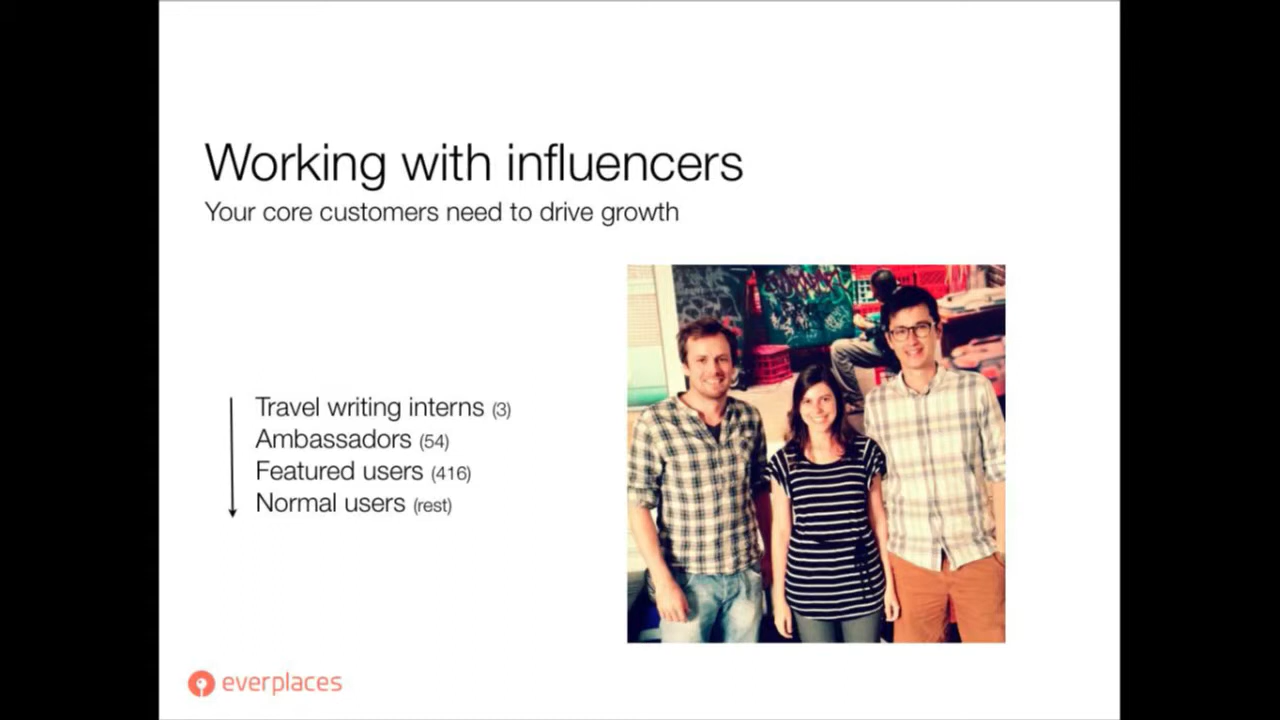 Working with influencers
Your core customers need to drive growth
Travel writing interns (3)
Ambassadors (54)
Featured users (416)
Normal users (rest)
everplaces